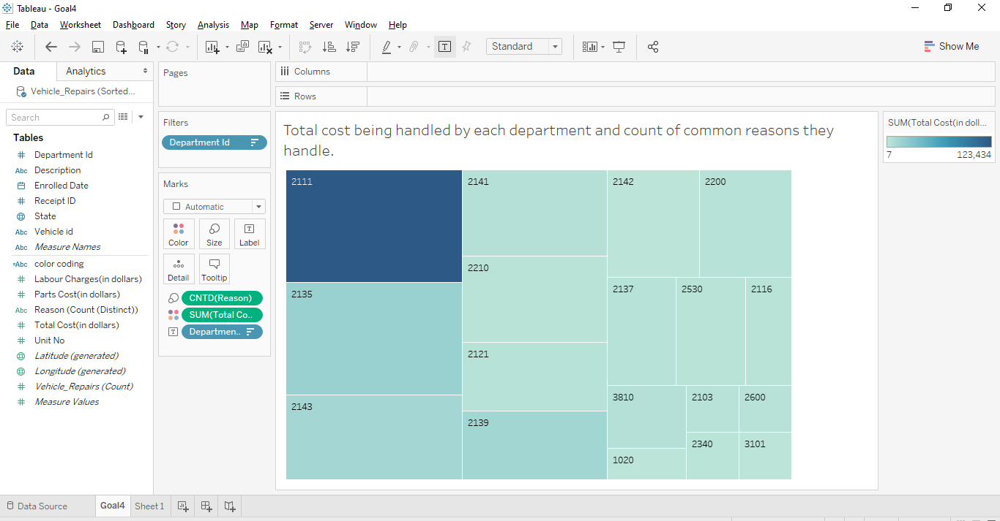 Tableau - Goal4
File Data Worksheet Dashboard Story Analysis Map Format Server Window Help
Standard
Show Me
Data
Analytics
Vehicle_Repairs (Sorted...
Search
Tables
Department Id
Abc Description
Enrolled Date
Receipt ID
State
Abc Vehicle id
Abc Measure Names
=Abc color coding
Labour Charges(in dollars)
Parts Cost(in dollars)
Abc Reason (Count (Distinct))
Total Cost(in dollars)
Unit No
Latitude (generated)
Longitude (generated)
Vehicle_Repairs (Count)
Measure Values
Pages
Filters
Department Id
Marks
Automatic
Color
Size
Label
Detail
Tooltip
CNTD(Reason)
SUM(Total Co..
Departmen..
Columns
Rows
Total cost being handled by each department and count of common reasons they
handle.
2111
2135
2143
2141
2210
2121
2139
2142
2200
2137
2530
2116
3810
1020
2103
2600
2340
3101
SUM(Total Cost(in doll...
7
123,434
Data Source
Goal4
Sheet 1